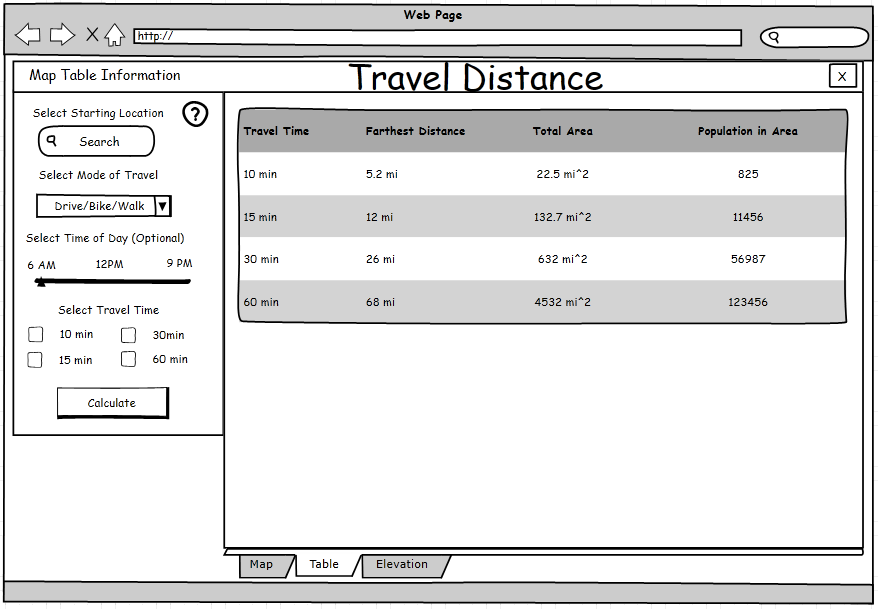 Web Page
http://
Map Table Information
Travel Distance
X
Select Starting Location
?
Search
Select Mode of Travel
Drive/Bike/Walk
Select Time of Day (Optional)
6 AM 12PM 9 PM
Select Travel Time
10 min 30min
15 min 60 min
Calculate
Travel Time Farthest Distance Total Area Population in Area
10 min 5.2 mi 22.5 mi^2 825
15 min 12 mi 132.7 mi^2 11456
30 min 26 mi 632 mi^2 56987
60 min 68 mi 4532 mi^2 123456
Map Table Elevation